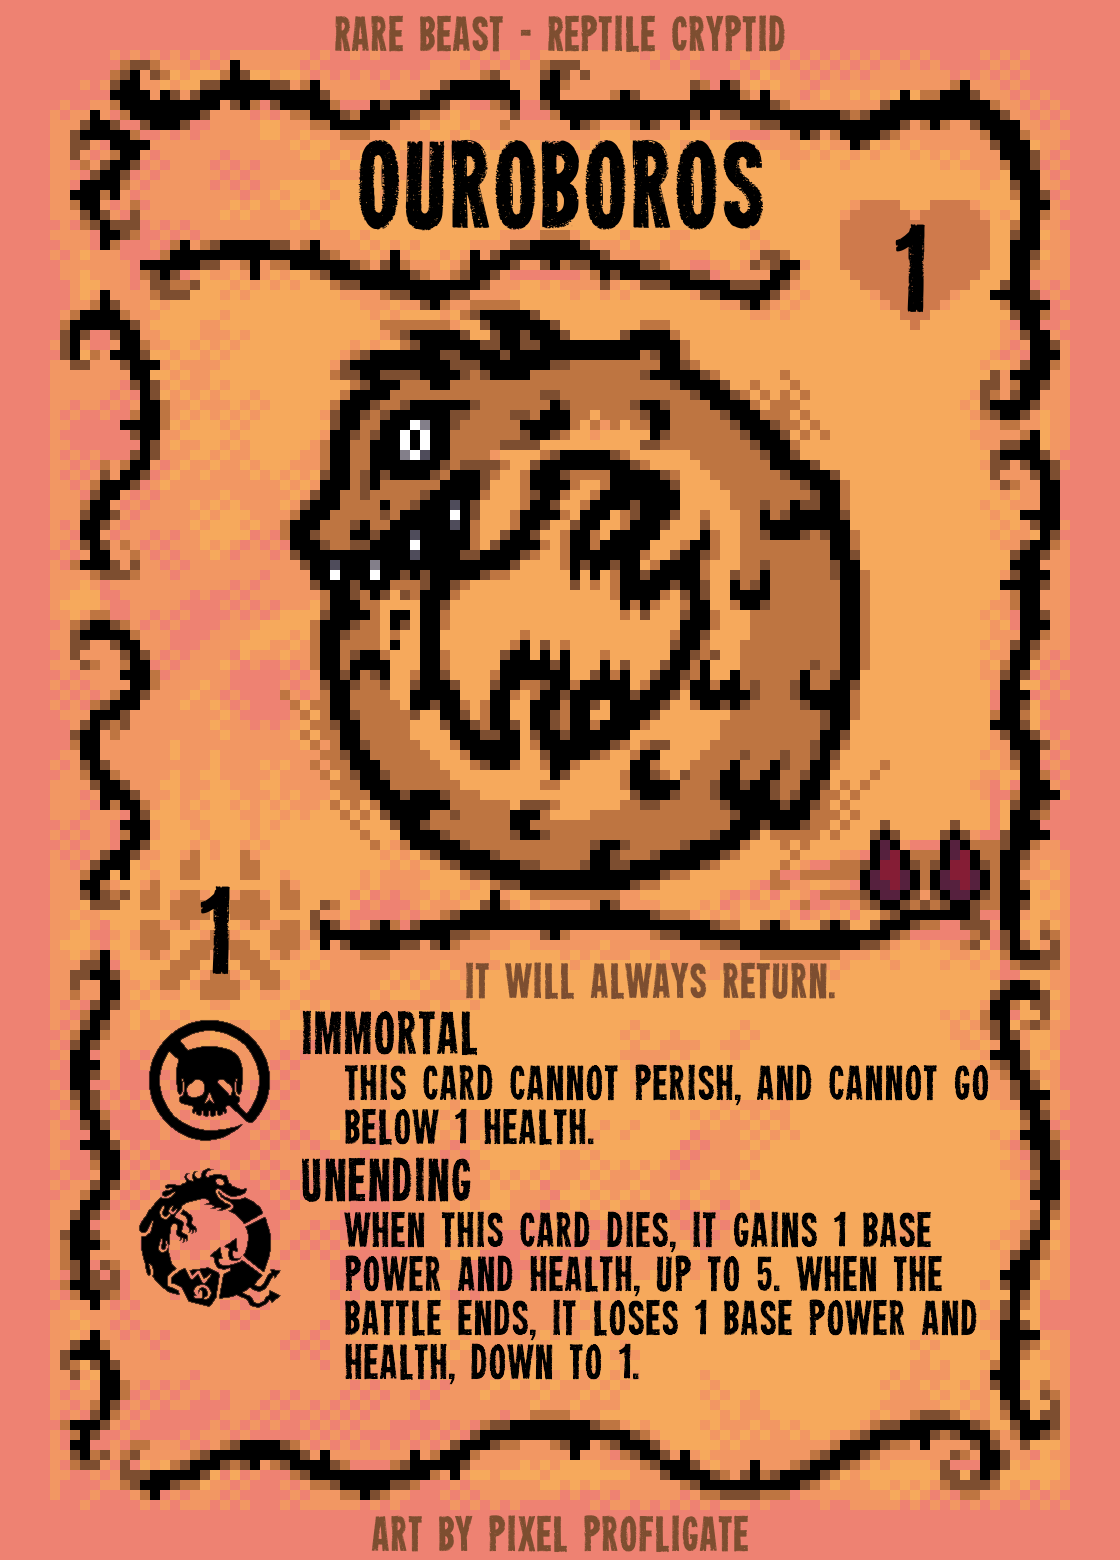 RARE BEAST - REPTILE CRYPTID
OUROBOROS
1
1
IT WILL ALWAYS RETURN.
IMMORTAL
THIS CARD CANNOT PERISH, AND CANNOT GO
BELOW 1 HEALTH.
UNENDING
WHEN THIS CARD DIES, IT GAINS 1 BASE
POWER AND HEALTH, UP TO 5. WHEN THE
BATTLE ENDS, IT LOSES 1 BASE POWER AND
HEALTH, DOWN TO 1.
ART BY PIXEL PROFLIGATE